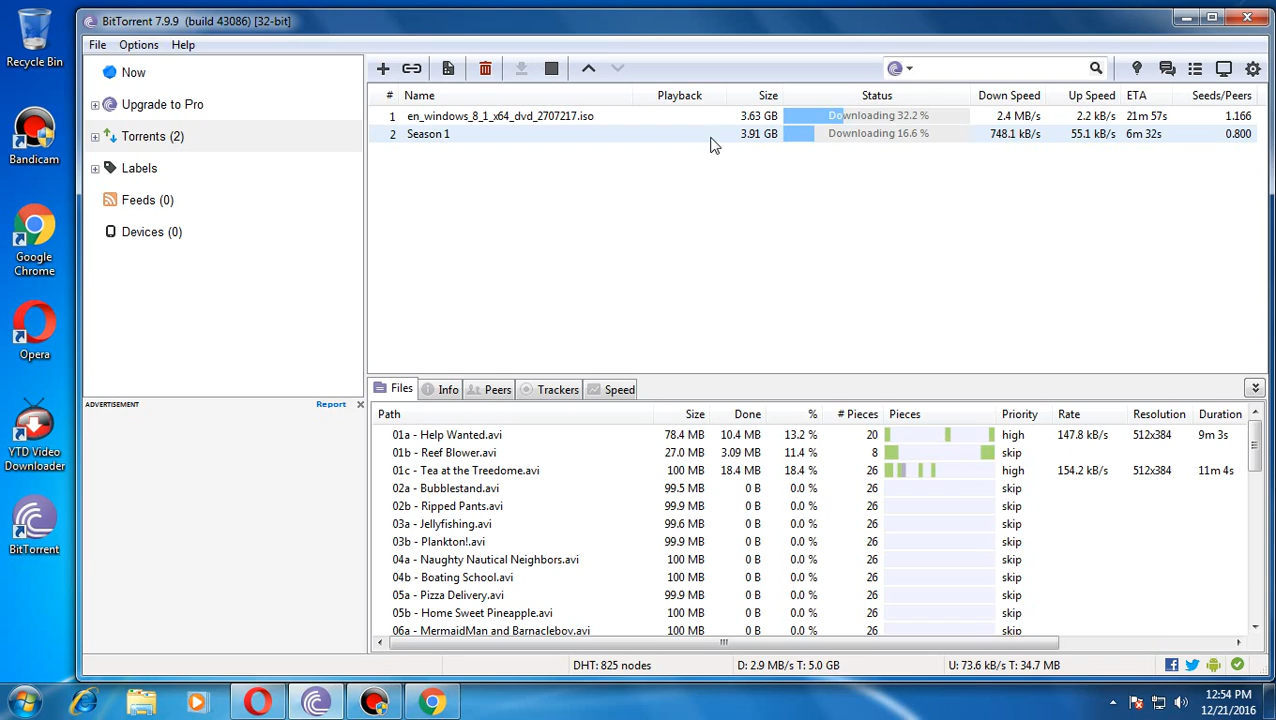 BitTorrent 7.9.9 (build 43086) [32-bit]
File Options Help
Recycle Bin
Bandicam
Google Chrome
Opera
YTD Video Downloader
BitTorrent
Now
Upgrade to Pro
Torrents (2)
Labels
Feeds (0)
Devices (0)
ADVERTISEMENT Report
# Name Playback Size Status Down Speed Up Speed ETA Seeds/Peers
1 en_windows_8_1_x64_dvd_2707217.iso 3.63 GB Downloading 32.2 % 2.4 MB/s 2.2 kB/s 21m 57s 1.166
2 Season 1 3.91 GB Downloading 16.6 % 748.1 kB/s 55.1 kB/s 6m 32s 0.800
Files Info Peers Trackers Speed
Path Size Done % # Pieces Pieces Priority Rate Resolution Duration
01a - Help Wanted.avi 78.4 MB 10.4 MB 13.2 % 20 high 147.8 kB/s 512x384 9m 3s
01b - Reef Blower.avi 27.0 MB 3.09 MB 11.4 % 8 skip
01c - Tea at the Treedome.avi 100 MB 18.4 MB 18.4 % 26 high 154.2 kB/s 512x384 11m 4s
02a - Bubblestand.avi 99.5 MB 0 B 0.0 % 26 skip
02b - Ripped Pants.avi 99.9 MB 0 B 0.0 % 26 skip
03a - Jellyfishing.avi 99.6 MB 0 B 0.0 % 26 skip
03b - Plankton!.avi 99.9 MB 0 B 0.0 % 26 skip
04a - Naughty Nautical Neighbors.avi 100 MB 0 B 0.0 % 26 skip
04b - Boating School.avi 100 MB 0 B 0.0 % 26 skip
05a - Pizza Delivery.avi 99.9 MB 0 B 0.0 % 26 skip
05b - Home Sweet Pineapple.avi 100 MB 0 B 0.0 % 26 skip
06a - MermaidMan and Barnacleboy.avi 100 MB 0 B 0.0 % 26 skip
DHT: 825 nodes D: 2.9 MB/s T: 5.0 GB U: 73.6 kB/s T: 34.7 MB
12:54 PM
12/21/2016